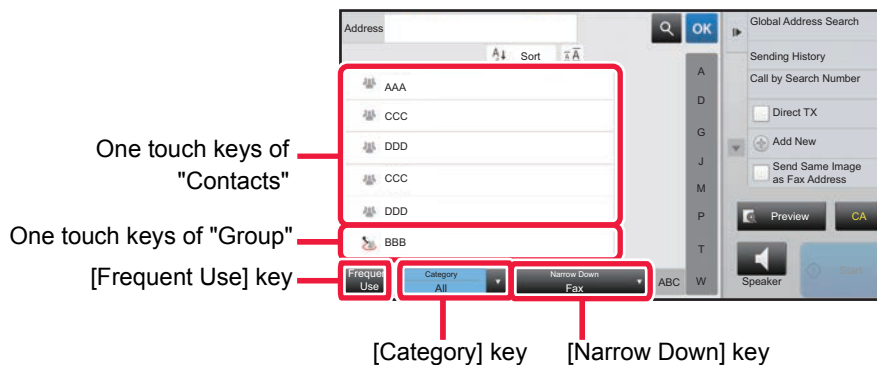 Address
OK
Sort
AAA
CCC
DDD
CCC
DDD
BBB
Frequen
Use
Category
All
Narrow Down
Fax
ABC
A
D
G
J
M
P
T
W
Global Address Search
Sending History
Call by Search Number
Direct TX
Add New
Send Same Image
as Fax Address
Preview
CA
Speaker
Start
One touch keys of
"Contacts"
One touch keys of "Group"
[Frequent Use] key
[Category] key
[Narrow Down] key